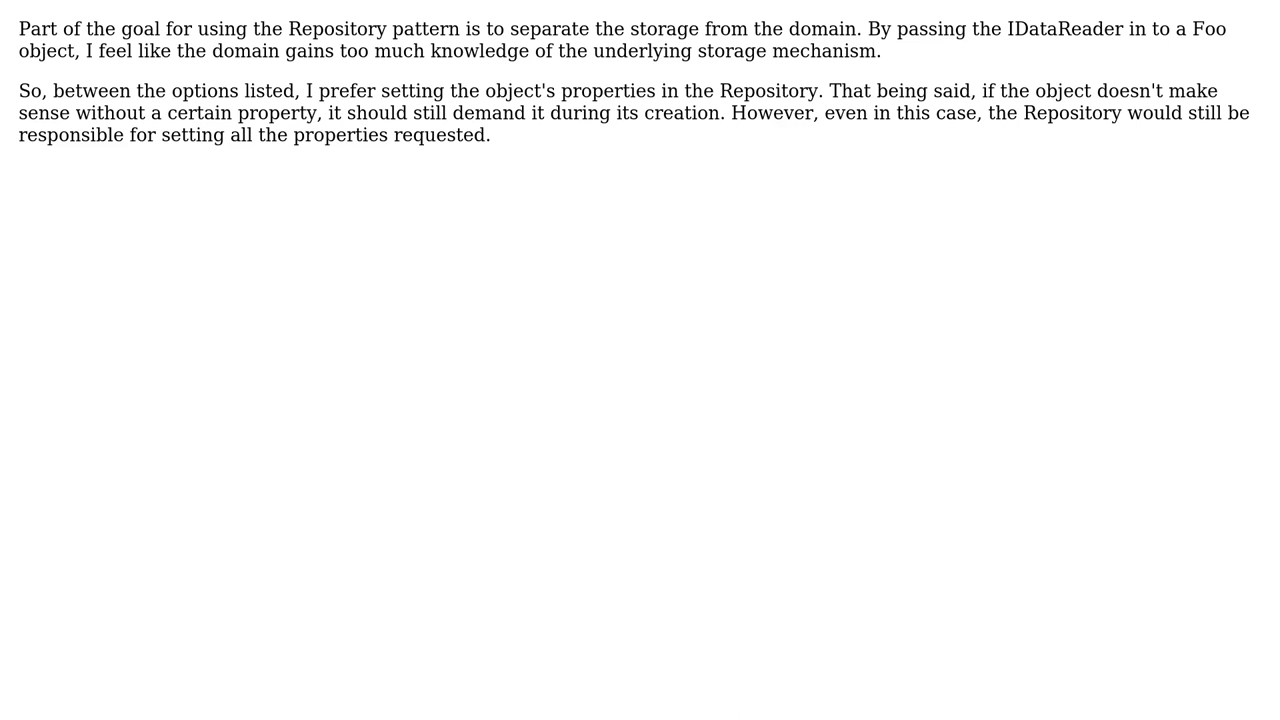 Part of the goal for using the Repository pattern is to separate the storage from the domain. By passing the IDataReader in to a Foo
object, I feel like the domain gains too much knowledge of the underlying storage mechanism.
So, between the options listed, I prefer setting the object's properties in the Repository. That being said, if the object doesn't make
sense without a certain property, it should still demand it during its creation. However, even in this case, the Repository would still be
responsible for setting all the properties requested.